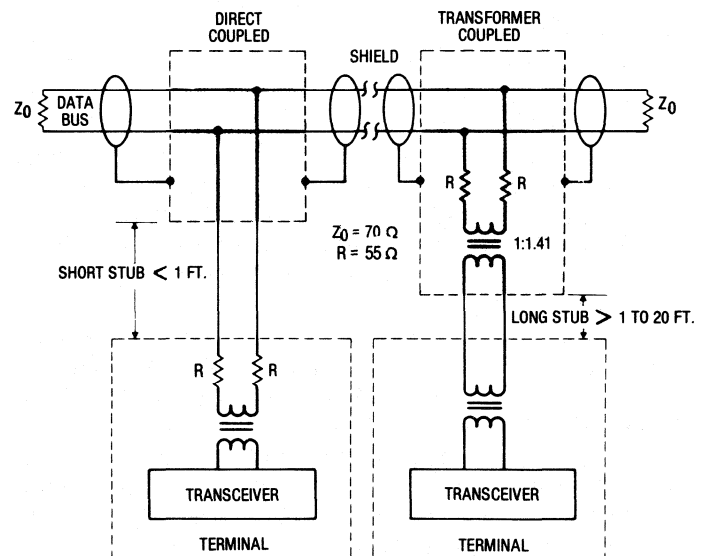 DIRECT
COUPLED
TRANSFORMER
COUPLED
SHIELD
Z0
DATA
BUS
Z0
R
R
Z0 = 70 Ω
R = 55 Ω
1:1.41
SHORT STUB < 1 FT.
LONG STUB > 1 TO 20 FT.
R
R
TRANSCEIVER
TRANSCEIVER
TERMINAL
TERMINAL